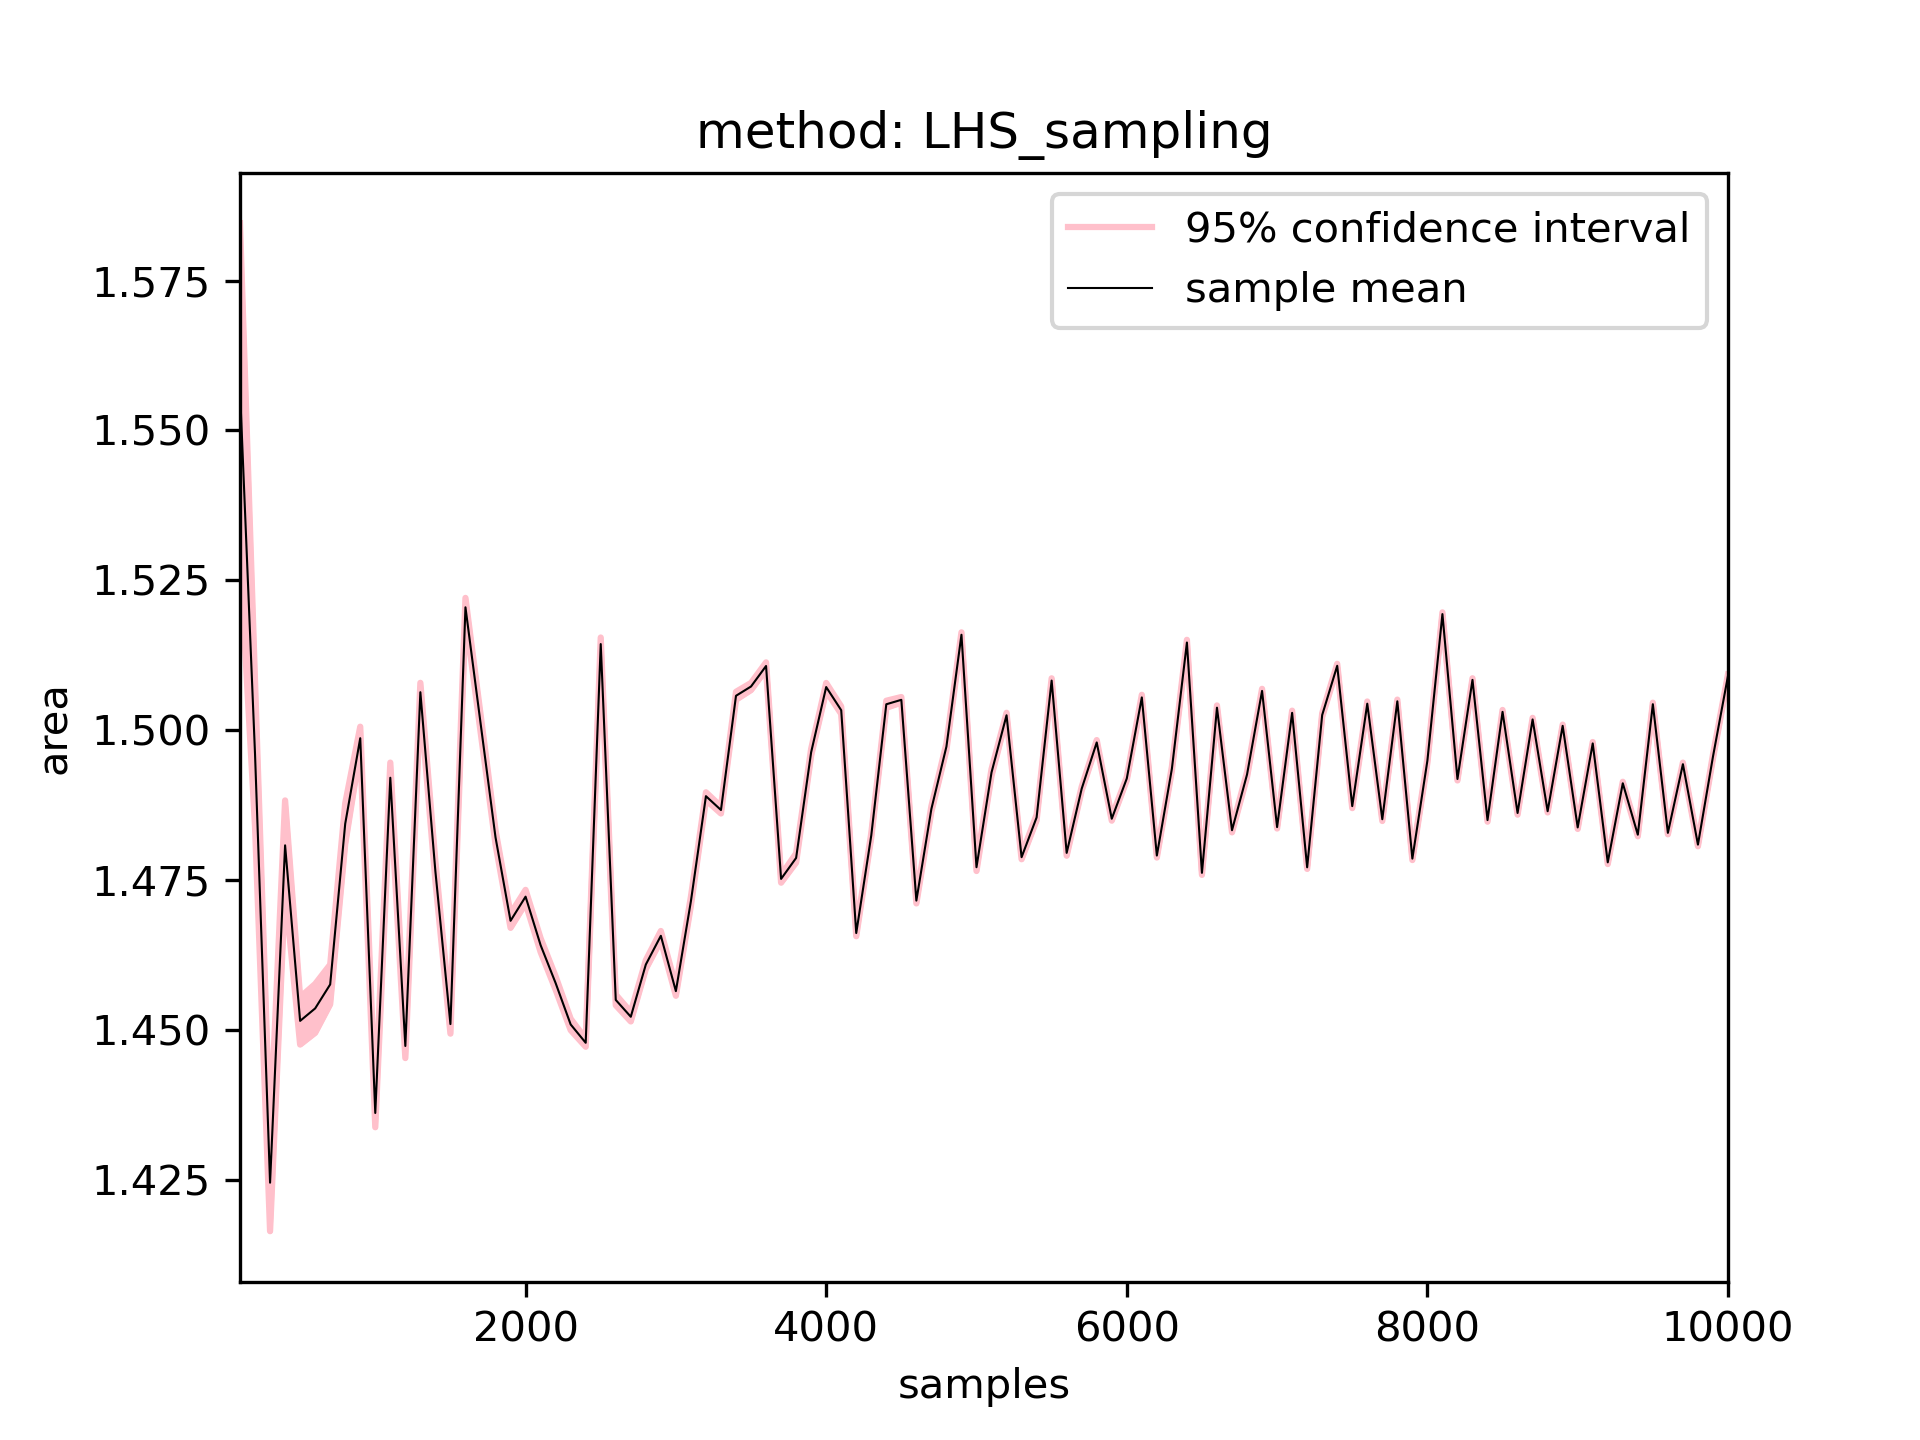 method: LHS_sampling
95% confidence interval
sample mean
area
1.575
1.550
1.525
1.500
1.475
1.450
1.425
2000 4000 6000 8000 10000
samples